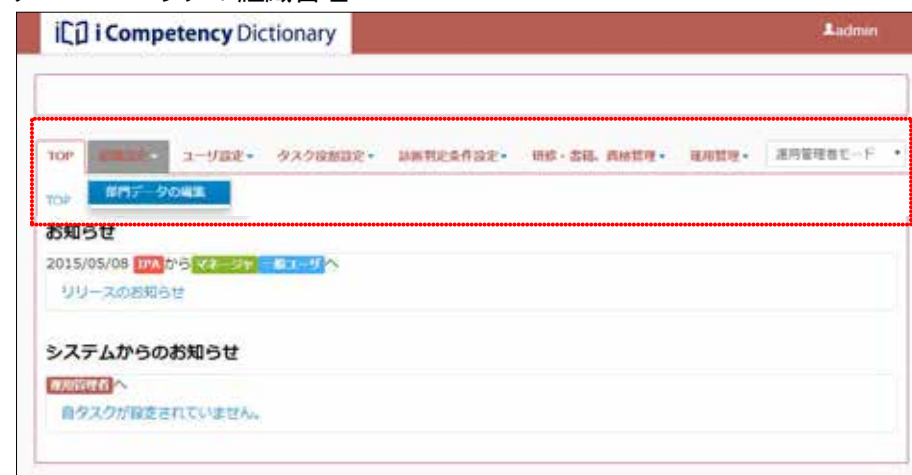 i Competency Dictionary
admin
TOP ユーザ設定 タスク役割設定 診断判定条件設定 研修・書籍、資格管理 運用管理 運用管理者モード
部門データの編集
TOP
お知らせ
2015/05/08 IPA から マネージャ 一般ユーザ へ
リリースのお知らせ
システムからのお知らせ
運用管理者 へ
自タスクが設定されていません。